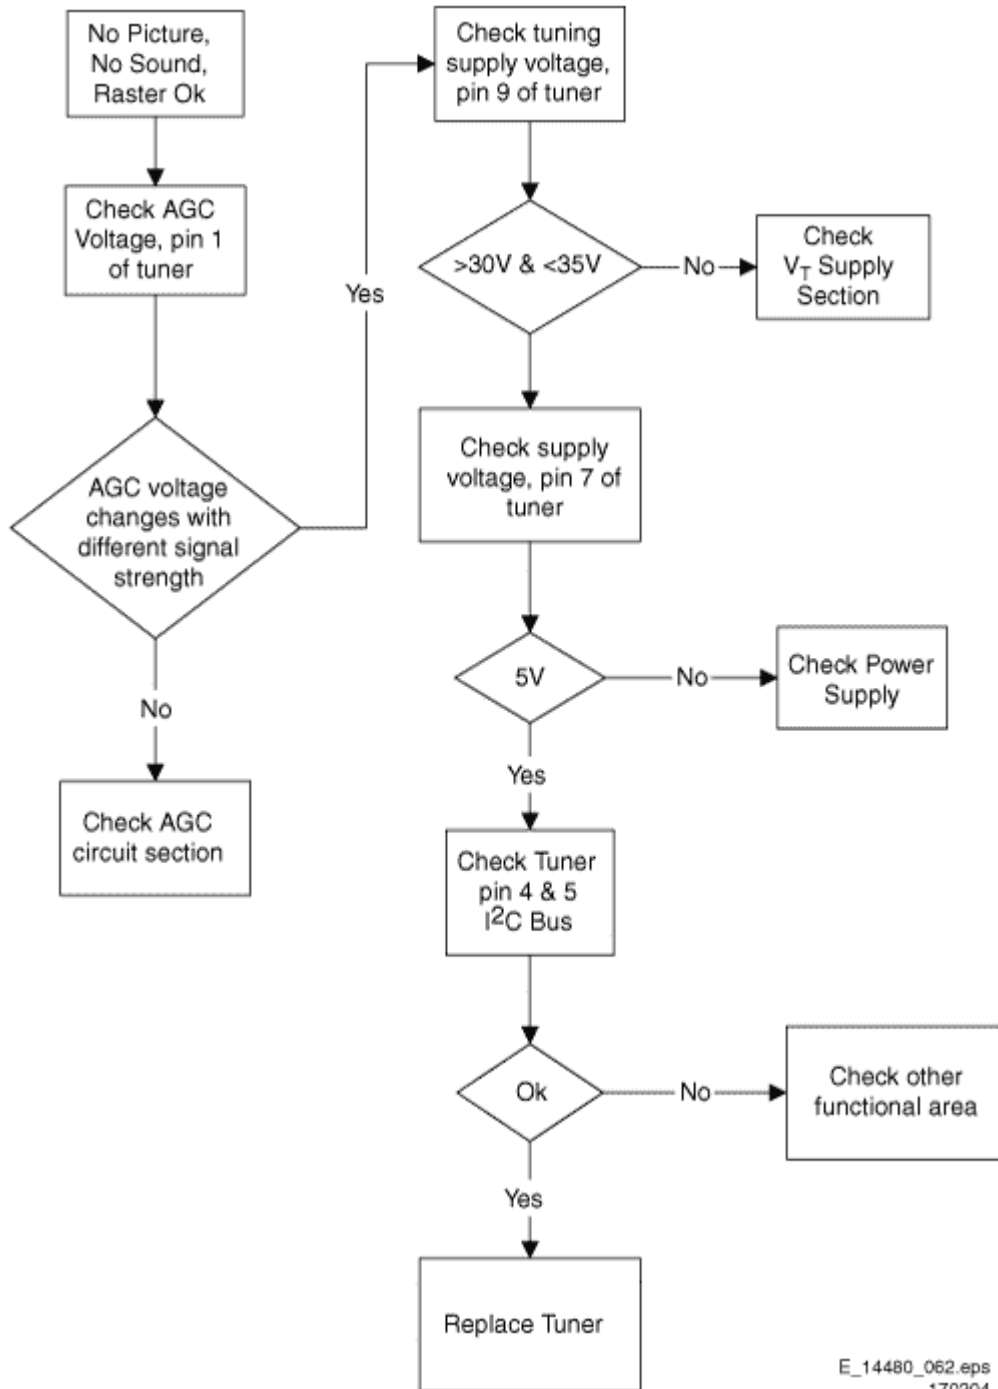 No Picture,
No Sound,
Raster Ok
Check AGC
Voltage, pin 1
of tuner
AGC voltage
changes with
different signal
strength
No
Check AGC
circuit section
Yes
Check tuning
supply voltage,
pin 9 of tuner
>30V & <35V
No
Check
V_T Supply
Section
Check supply
voltage, pin 7 of
tuner
5V
No
Check Power
Supply
Yes
Check Tuner
pin 4 & 5
I²C Bus
Ok
No
Check other
functional area
Yes
Replace Tuner
E_14480_062.eps